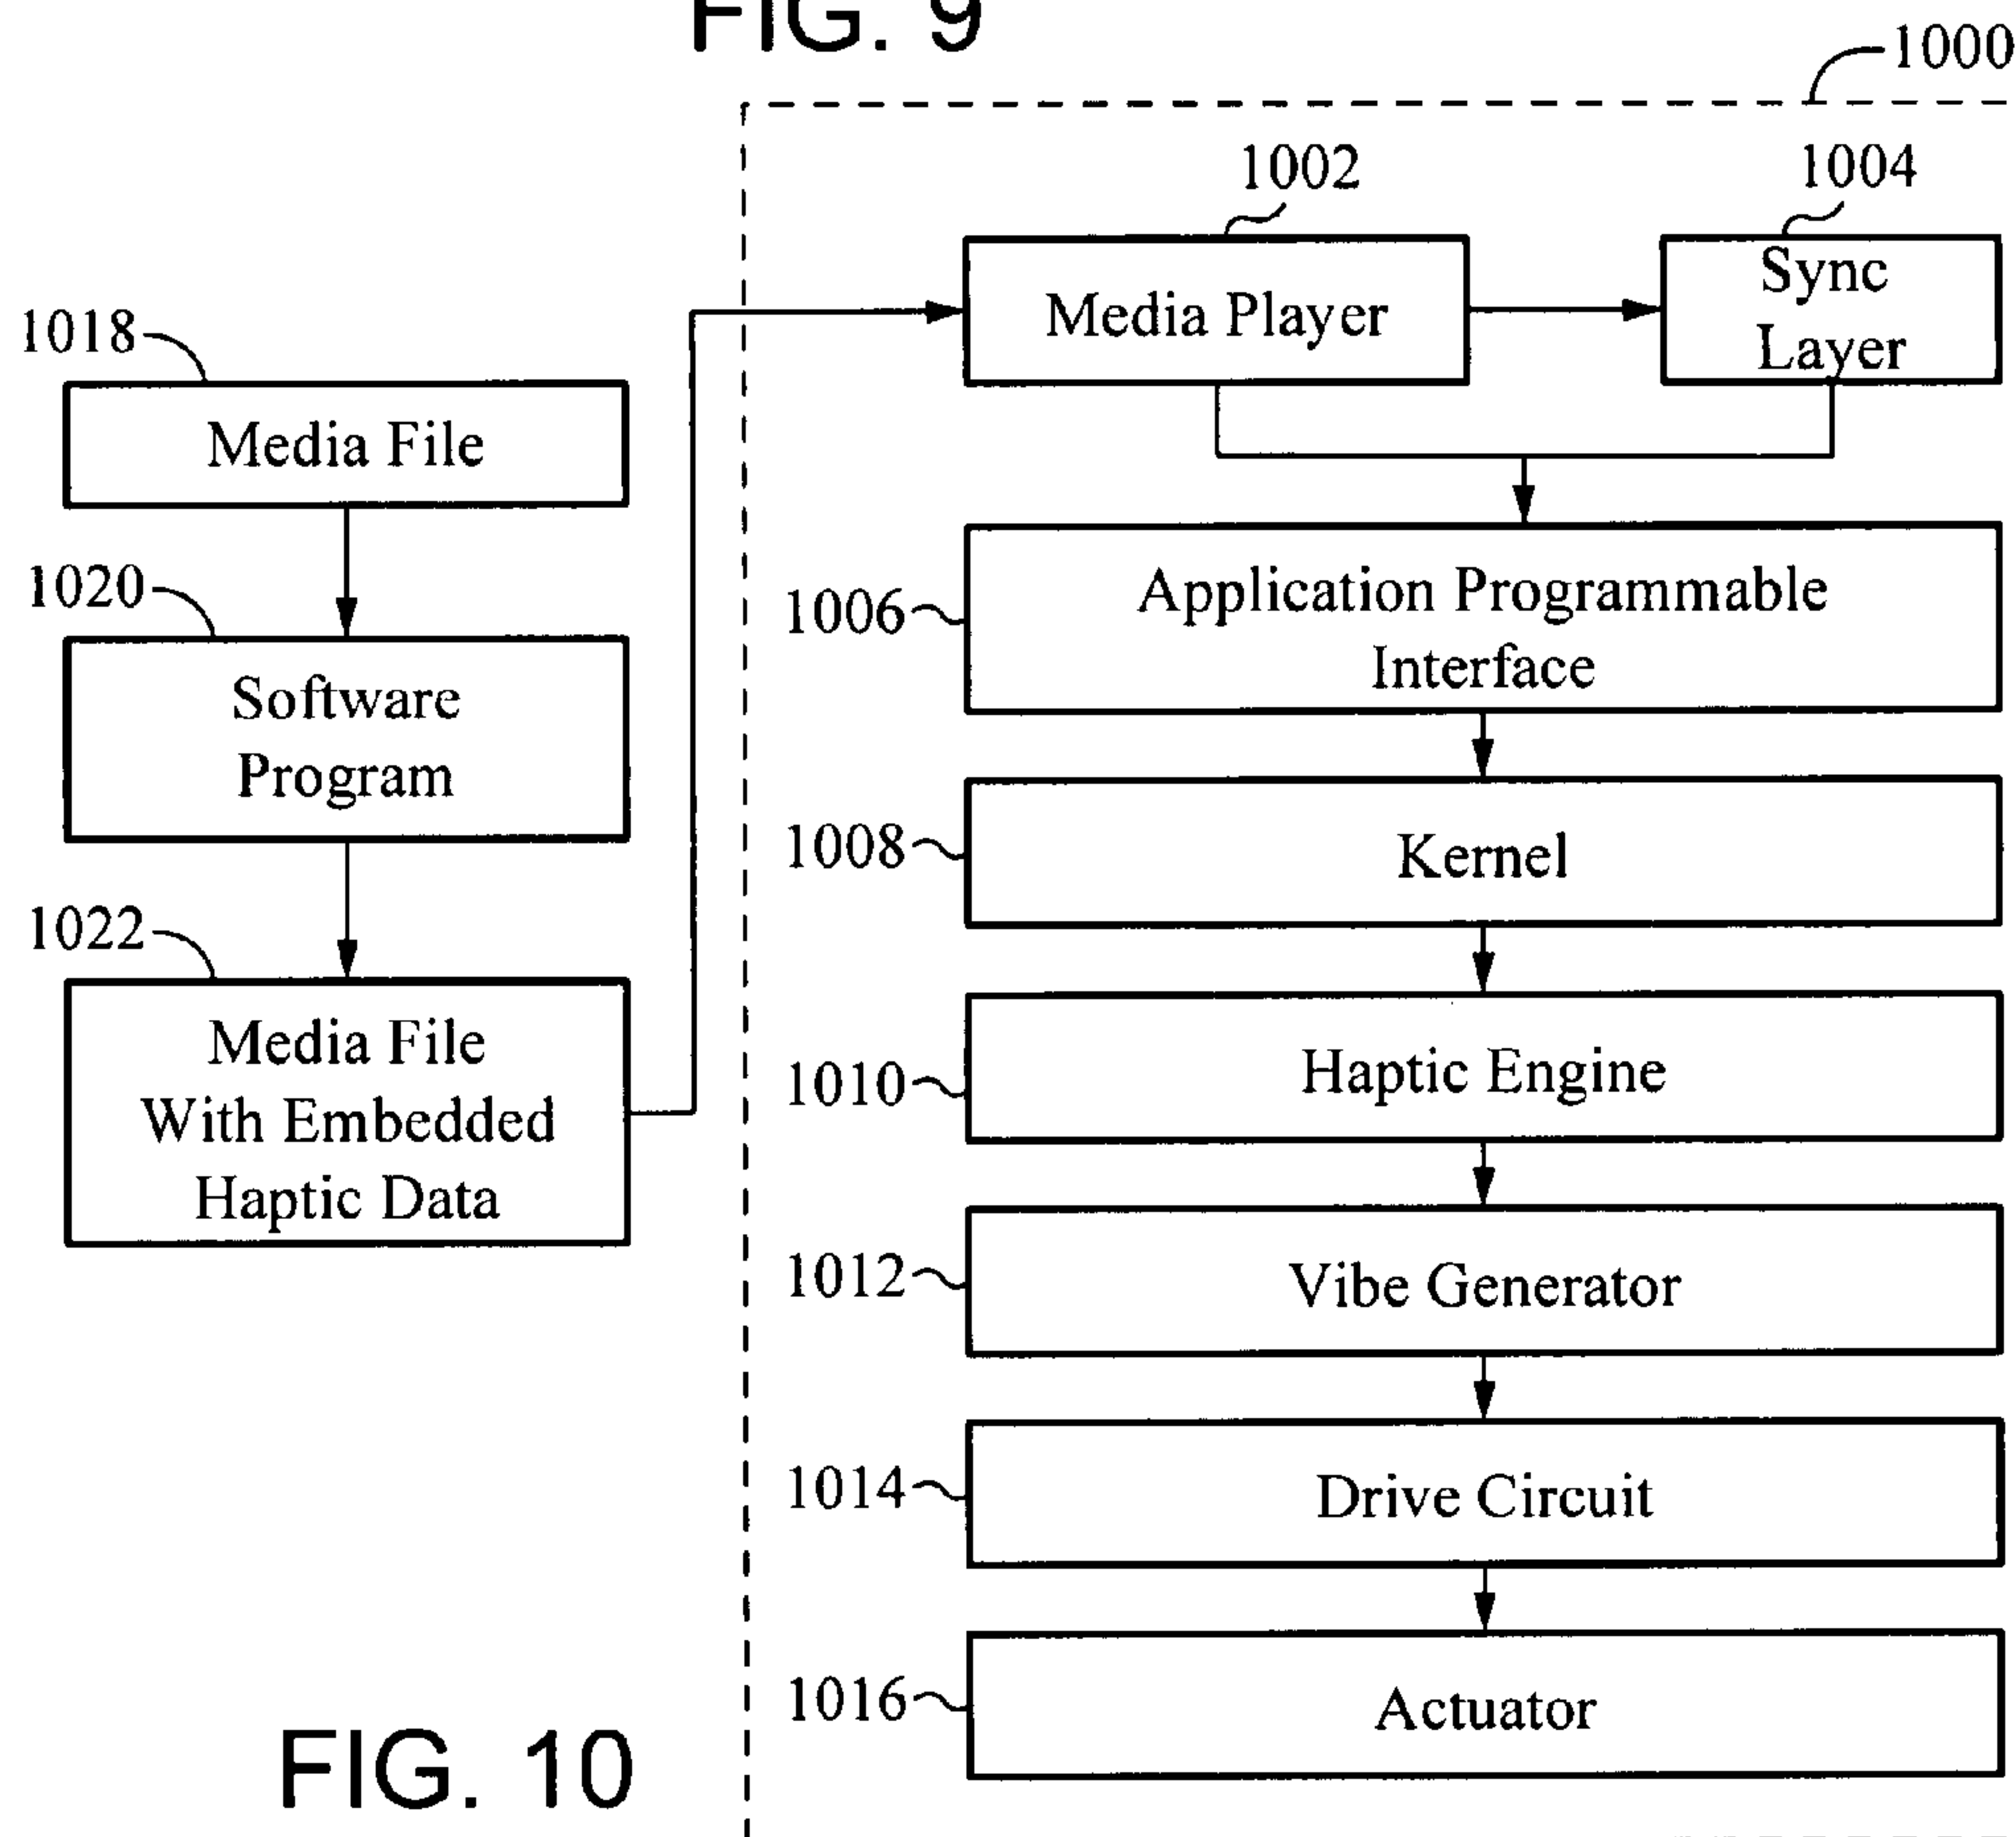 FIG. 9
1000
1002
1004
Media Player
Sync
Layer
1018
Media File
1020
Software
Program
1022
Media File
With Embedded
Haptic Data
1006
Application Programmable
Interface
1008
Kernel
1010
Haptic Engine
1012
Vibe Generator
1014
Drive Circuit
1016
Actuator
FIG. 10